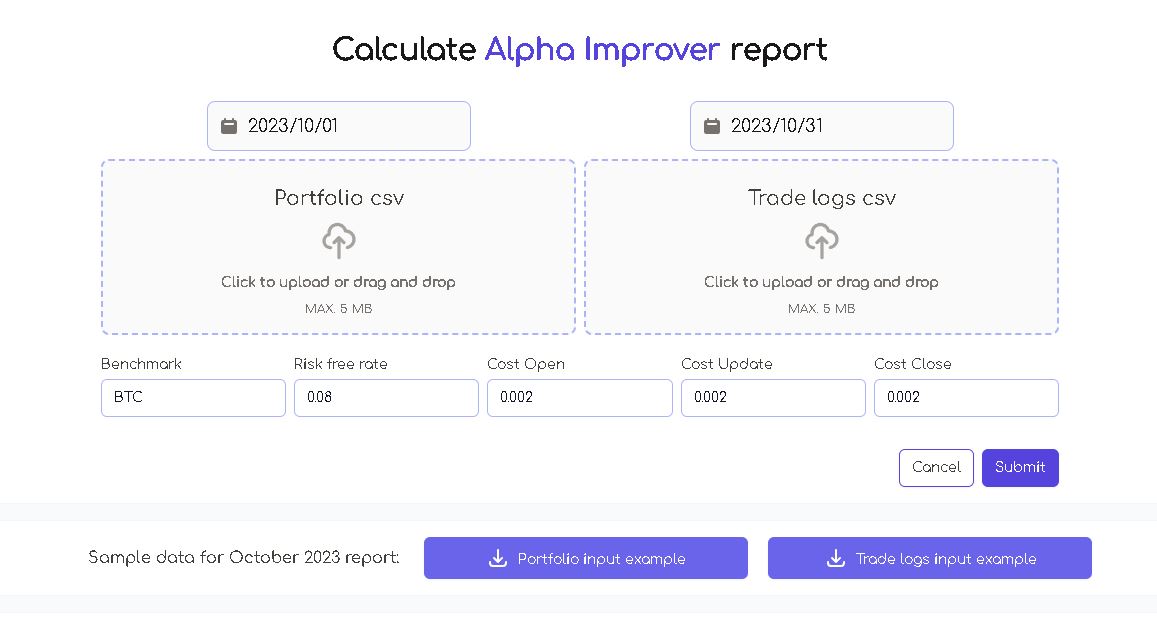 Calculate Alpha Improver report
2023/10/01
2023/10/31
Portfolio csv
Click to upload or drag and drop
MAX. 5 MB
Trade logs csv
Click to upload or drag and drop
MAX. 5 MB
Benchmark
BTC
Risk free rate
0.08
Cost Open
0.002
Cost Update
0.002
Cost Close
0.002
Cancel
Submit
Sample data for October 2023 report:
Portfolio input example
Trade logs input example